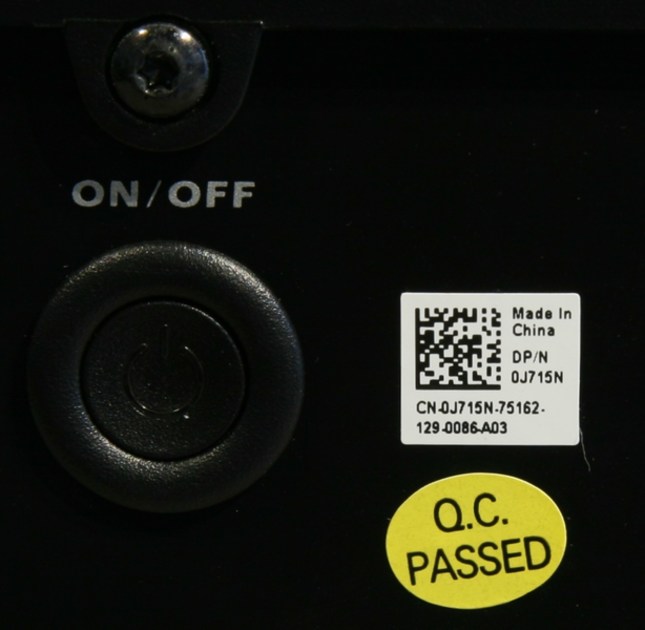 ON/OFF
Made In
China
DP/N
0J715N
CN-0J715N-75162-
129-0086-A03
Q.C.
PASSED